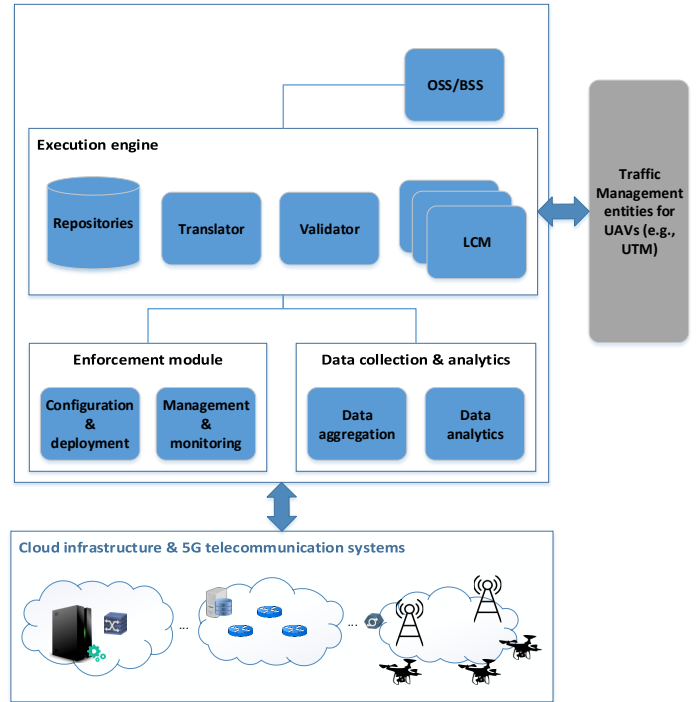 OSS/BSS
Execution engine
Repositories
Translator
Validator
LCM
Traffic
Management
entities for
UAVs (e.g.,
UTM)
Enforcement module
Configuration
&
deployment
Management
&
monitoring
Data collection & analytics
Data
aggregation
Data
analytics
Cloud infrastructure & 5G telecommunication systems
...
...